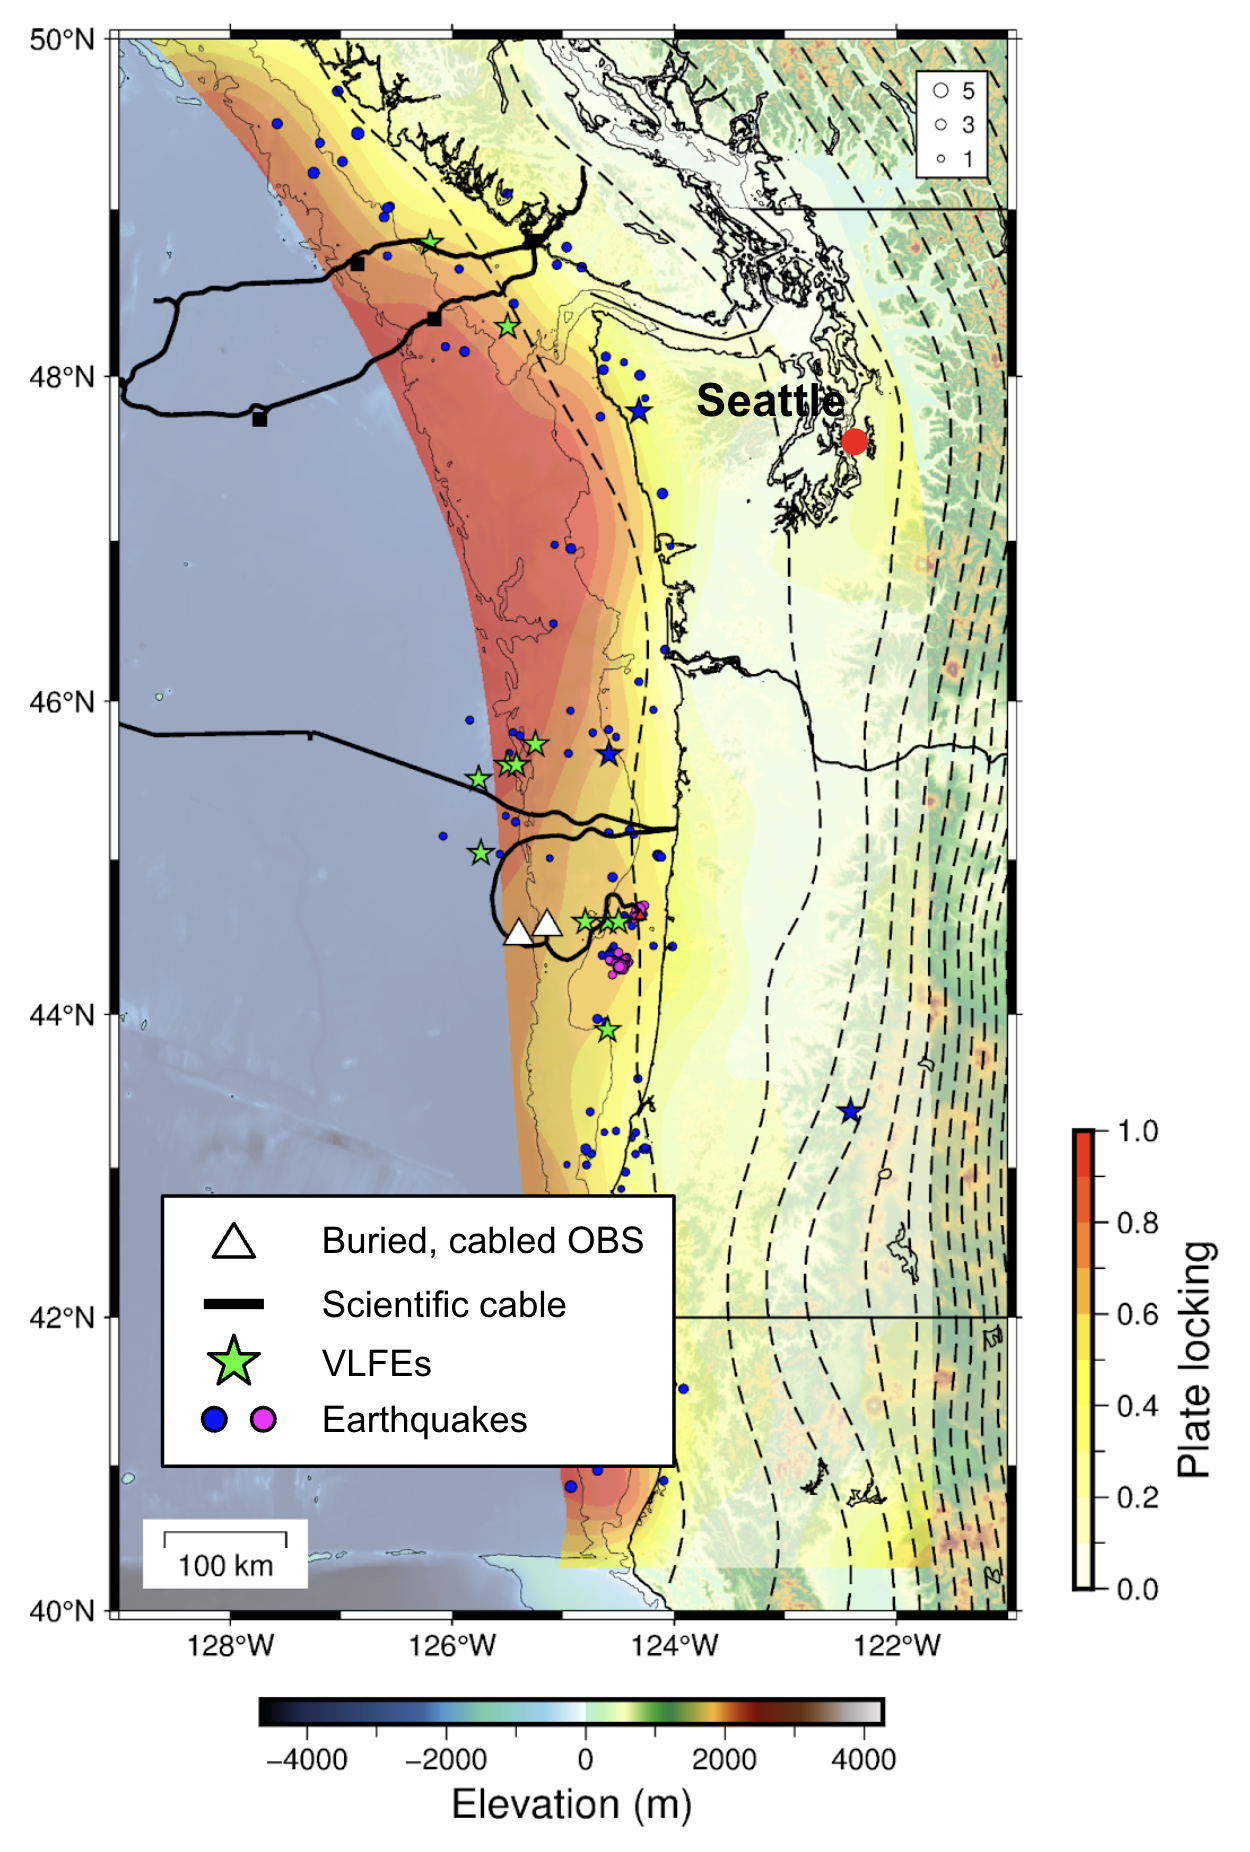 50°N
48°N
46°N
44°N
42°N
40°N
5
3
1
Seattle
Buried, cabled OBS
Scientific cable
VLFEs
Earthquakes
100 km
128°W 126°W 124°W 122°W
1.0
0.8
0.6
0.4
0.2
0.0
Plate locking
−4000 −2000 0 2000 4000
Elevation (m)